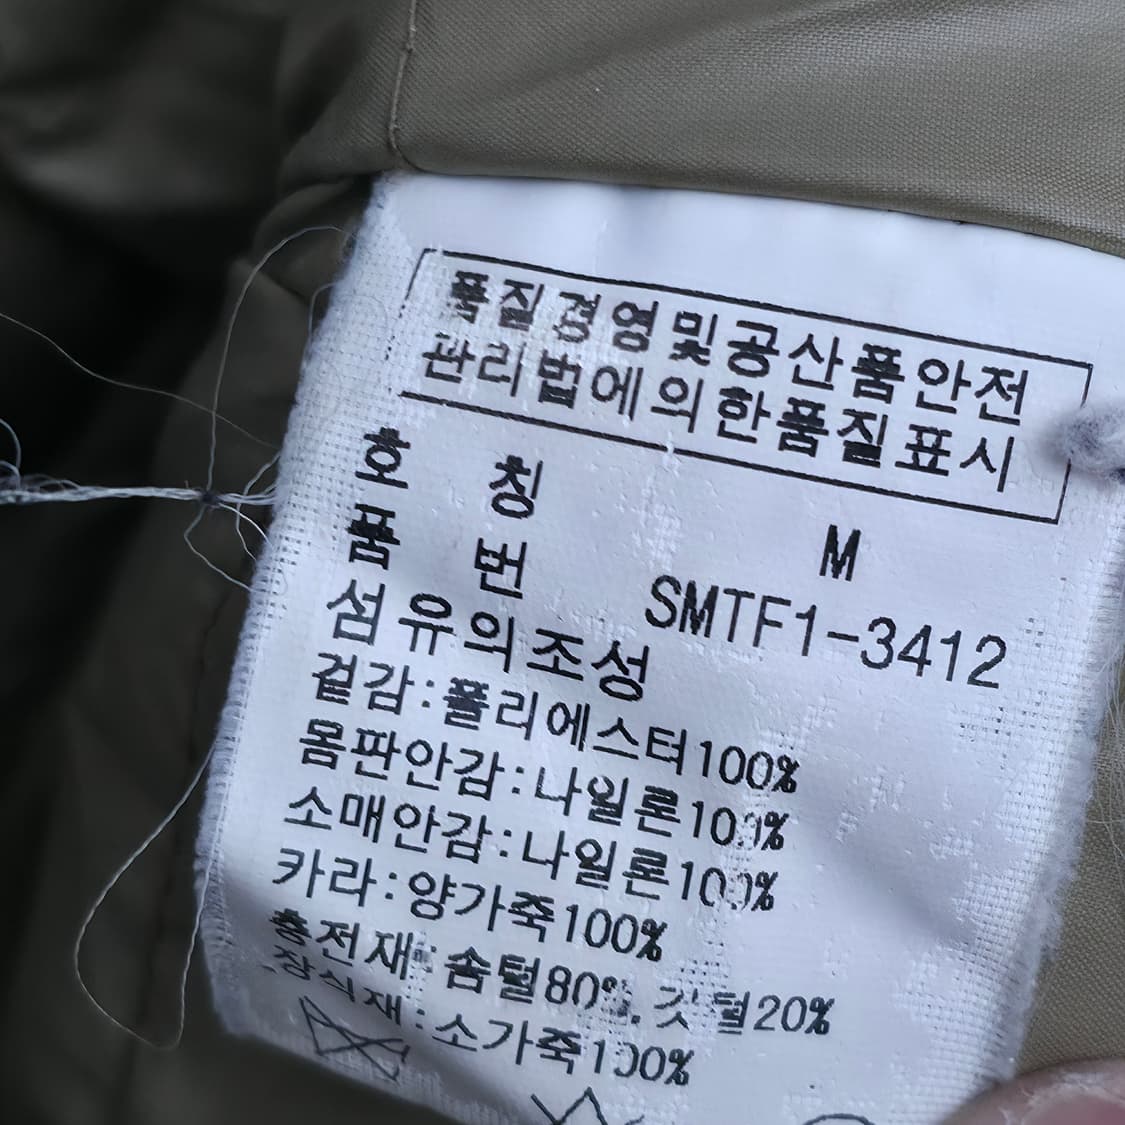 품질경영및공산품안전
관리법에의한품질표시
호 칭 M
품 번 SMTF1-3412
섬유의조성
겉감:폴리에스터100%
몸판안감:나일론100%
소매안감:나일론100%
카라:양가죽100%
충전재:솜털80%, 깃털20%
장식재:소가죽100%